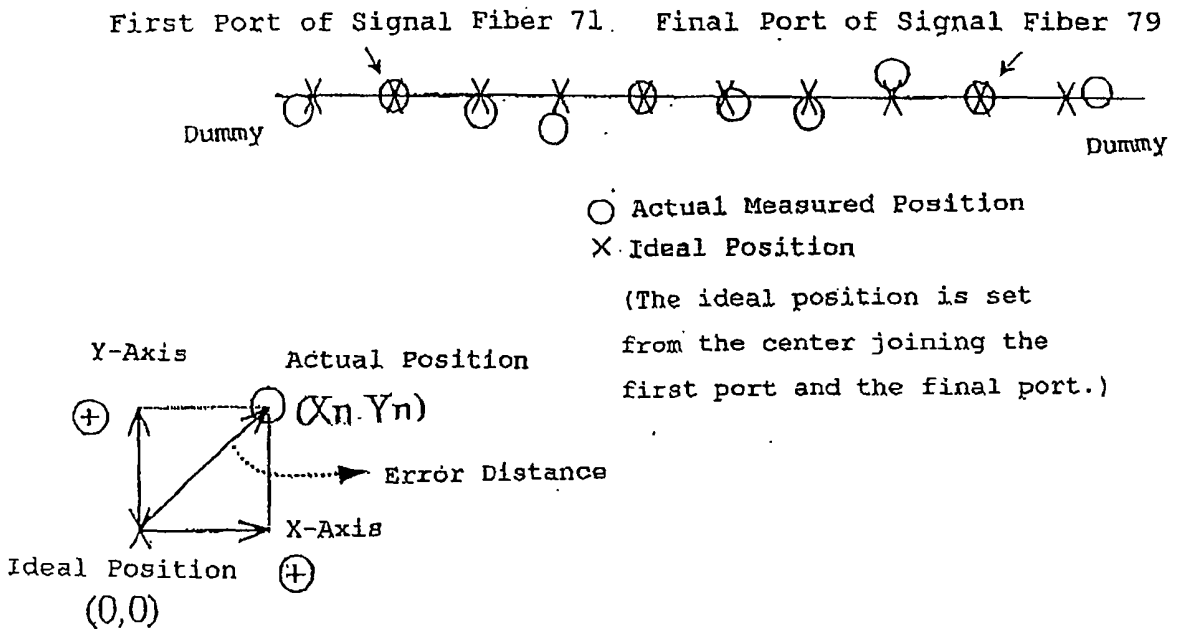 First Port of Signal Fiber 71. Final Port of Signal Fiber 79
Dummy
Dummy
Actual Measured Position
X Ideal Position
(The ideal position is set
from the center joining the
first port and the final port.)
Y-Axis
Actual Position
(Xn.Yn)
Error Distance
X-Axis
Ideal Position
(0,0)